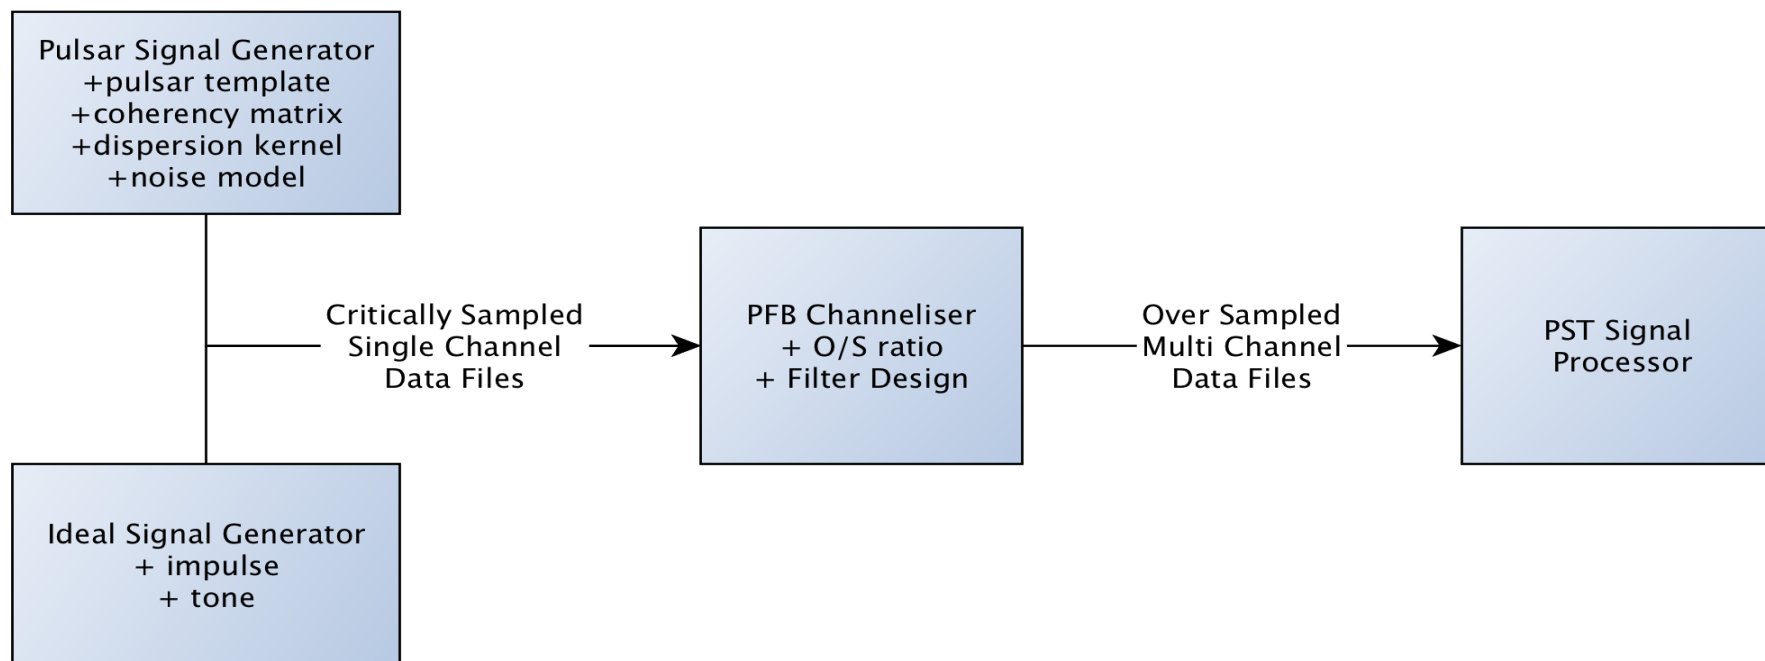 Pulsar Signal Generator
+pulsar template
+coherency matrix
+dispersion kernel
+noise model
Critically Sampled
Single Channel
Data Files
Ideal Signal Generator
+ impulse
+ tone
PFB Channeliser
+ O/S ratio
+ Filter Design
Over Sampled
Multi Channel
Data Files
PST Signal
Processor